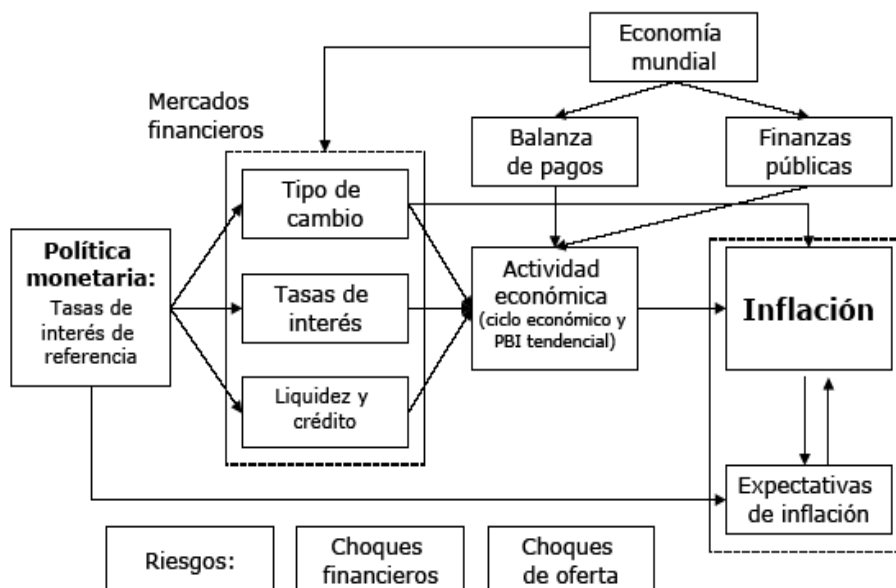 Economía
mundial
Mercados
financieros
Balanza
de pagos
Finanzas
públicas
Tipo de
cambio
Política
monetaria:
Tasas de
interés de
referencia
Tasas de
interés
Actividad
económica
(ciclo económico y
PBI tendencial)
Inflación
Liquidez y
crédito
Expectativas
de inflación
Riesgos:
Choques
financieros
Choques
de oferta